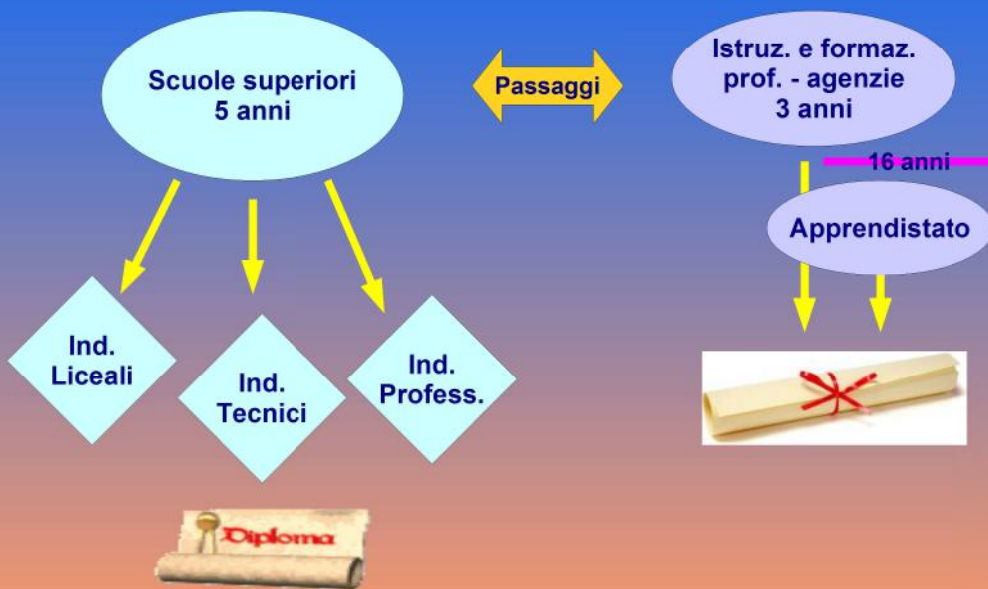 Scuole superiori
5 anni
Passaggi
Istruz. e formaz.
prof. - agenzie
3 anni
16 anni
Apprendistato
Ind.
Liceali
Ind.
Tecnici
Ind.
Profess.
Diploma